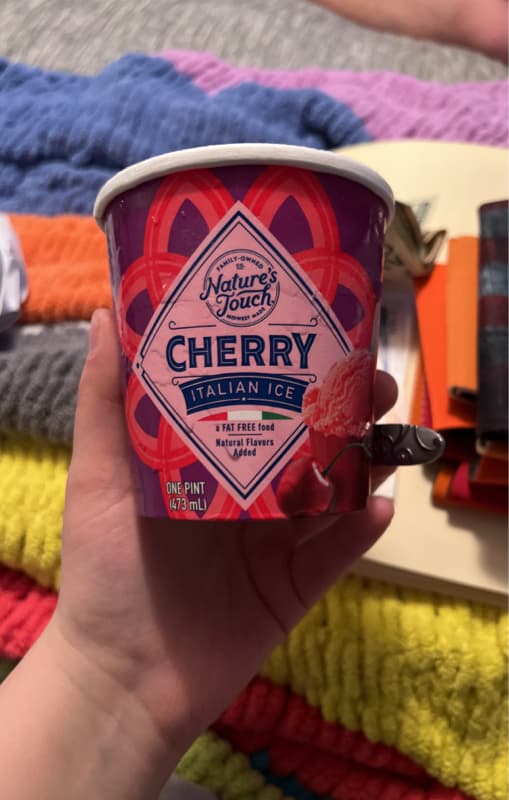 FAMILY-OWNED
Nature's
Touch
MIDWEST MADE
CHERRY
ITALIAN ICE
a FAT FREE food
Natural Flavors
Added
ONE PINT
(473 mL)